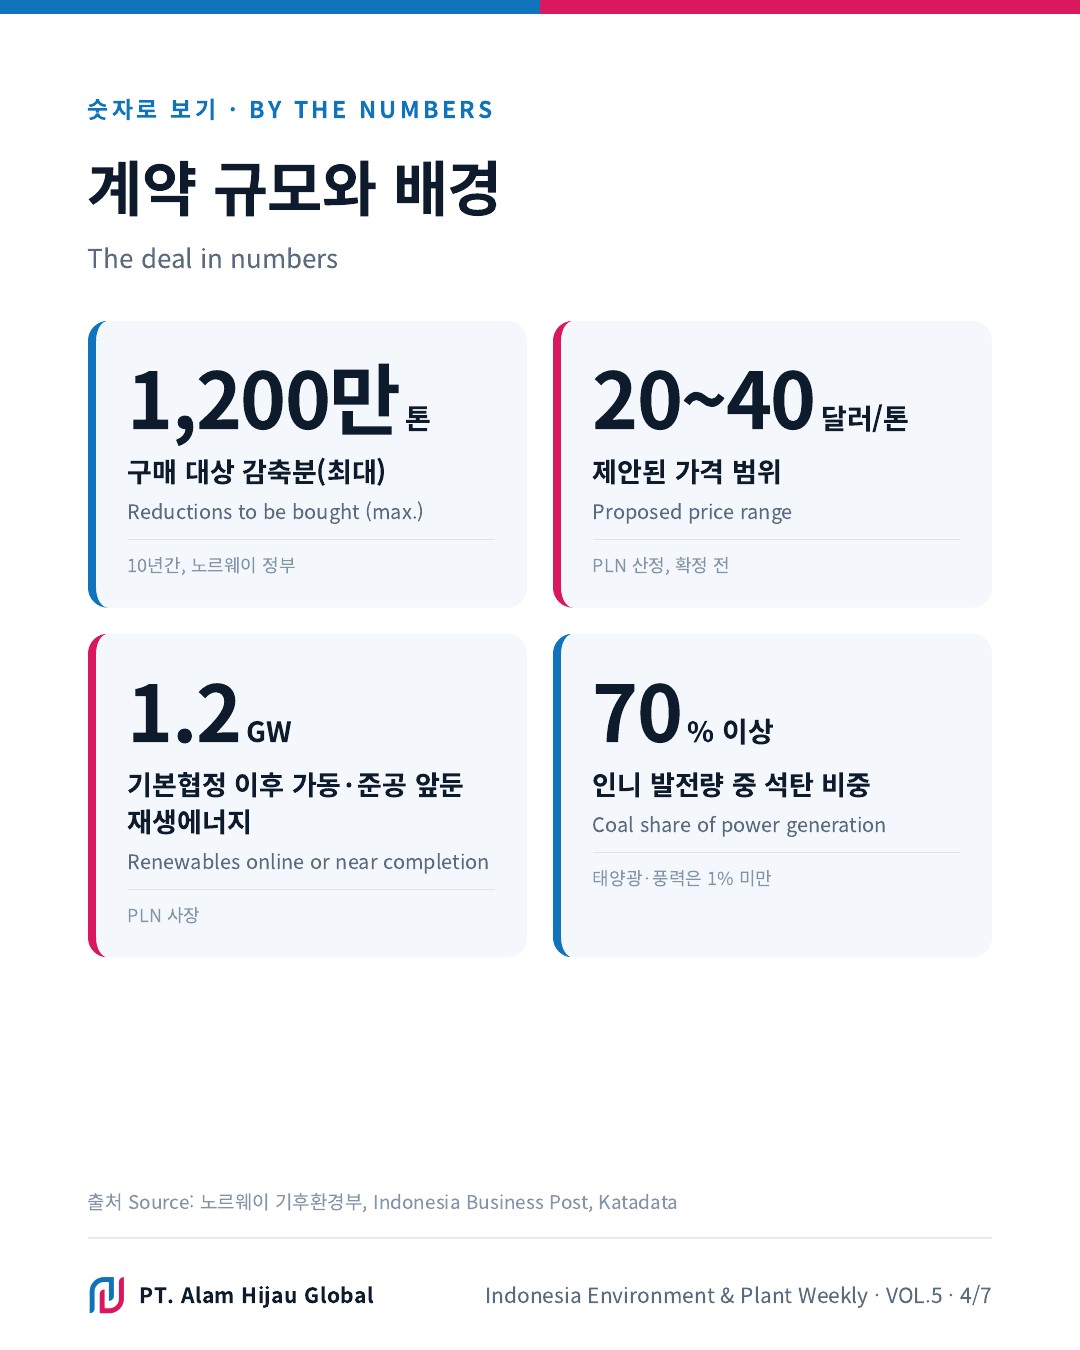 숫자로 보기 · BY THE NUMBERS
계약 규모와 배경
The deal in numbers
1,200만 톤
구매 대상 감축분(최대)
Reductions to be bought (max.)
10년간, 노르웨이 정부
20~40 달러/톤
제안된 가격 범위
Proposed price range
PLN 산정, 확정 전
1.2 GW
기본협정 이후 가동·준공 앞둔
재생에너지
Renewables online or near completion
PLN 사장
70 % 이상
인니 발전량 중 석탄 비중
Coal share of power generation
태양광·풍력은 1% 미만
출처 Source: 노르웨이 기후환경부, Indonesia Business Post, Katadata
PT. Alam Hijau Global
Indonesia Environment & Plant Weekly · VOL.5 · 4/7